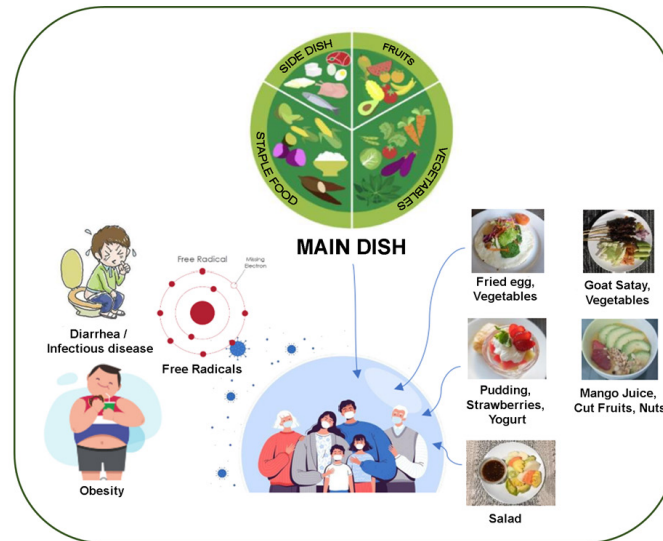 SIDE DISH
FRUITS
STAPLE FOOD
VEGETABLES
MAIN DISH
Free Radical
Missing
Electron
Diarrhea /
Infectious disease
Free Radicals
Obesity
Fried egg,
Vegetables
Goat Satay,
Vegetables
Pudding,
Strawberries,
Yogurt
Mango Juice,
Cut Fruits, Nuts
Salad